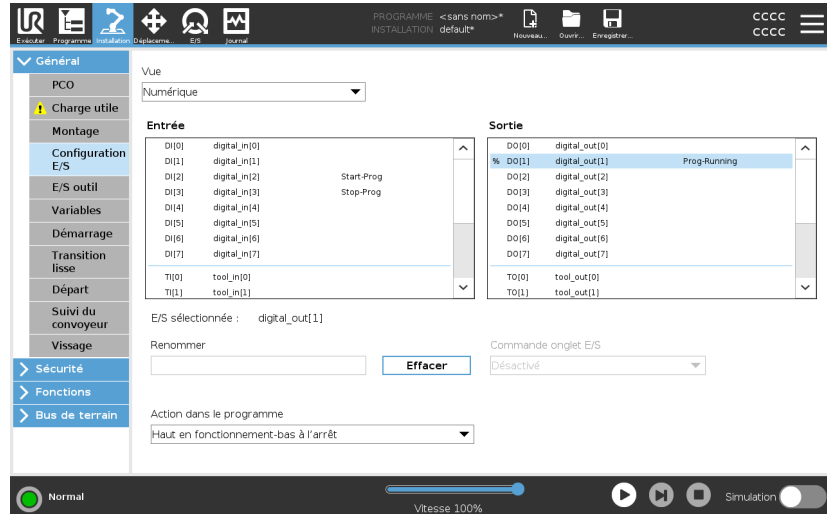 PROGRAMME <sans nom>*
INSTALLATION default*
cccc
cccc
Exécuter
Programme
Installation
Déplaceme...
E/S
Journal
Nouveau...
Ouvrir...
Enregistrer...
Général
PCO
Charge utile
Montage
Configuration
E/S
E/S outil
Variables
Démarrage
Transition
lisse
Départ
Suivi du
convoyeur
Vissage
Sécurité
Fonctions
Bus de terrain
Vue
Numérique
Entrée
DI[0] digital_in[0]
DI[1] digital_in[1]
DI[2] digital_in[2] Start-Prog
DI[3] digital_in[3] Stop-Prog
DI[4] digital_in[4]
DI[5] digital_in[5]
DI[6] digital_in[6]
DI[7] digital_in[7]
TI[0] tool_in[0]
TI[1] tool_in[1]
Sortie
DO[0] digital_out[0]
% DO[1] digital_out[1] Prog-Running
DO[2] digital_out[2]
DO[3] digital_out[3]
DO[4] digital_out[4]
DO[5] digital_out[5]
DO[6] digital_out[6]
DO[7] digital_out[7]
TO[0] tool_out[0]
TO[1] tool_out[1]
E/S sélectionnée : digital_out[1]
Renommer
Effacer
Commande onglet E/S
Désactivé
Action dans le programme
Haut en fonctionnement-bas à l'arrêt
Normal
Vitesse 100%
Simulation